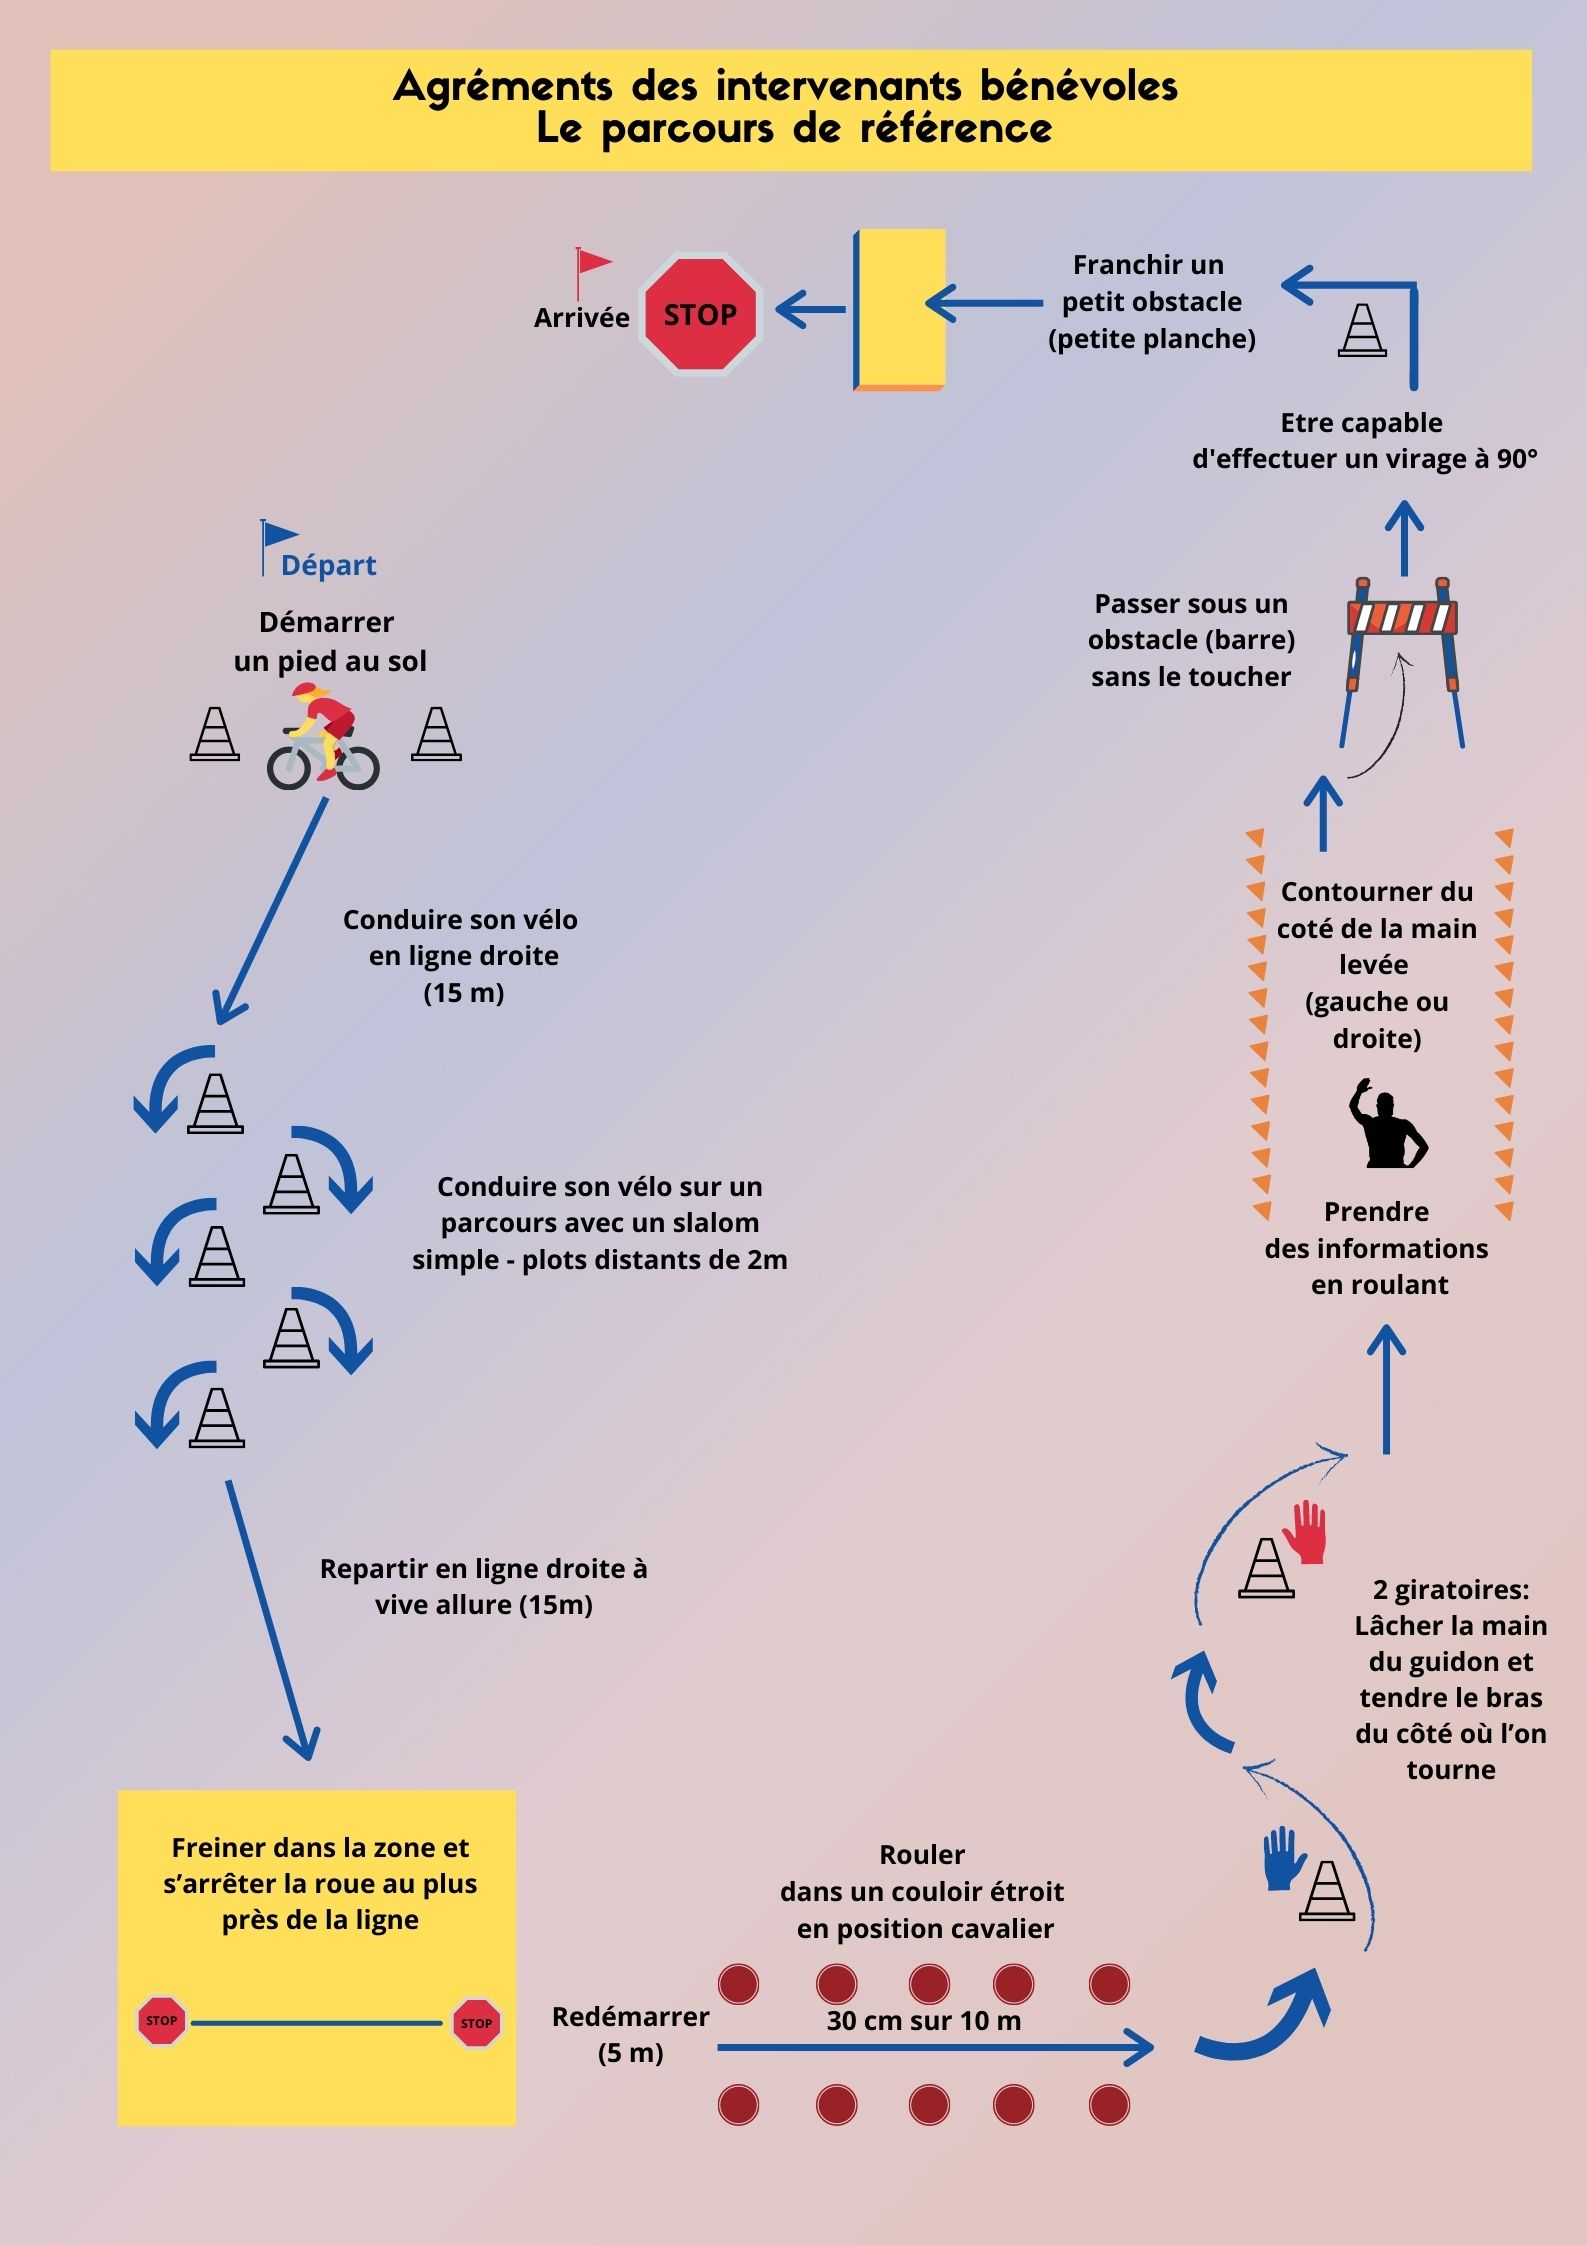 Agréments des intervenants bénévoles
Le parcours de référence
Départ
Démarrer
un pied au sol
Conduire son vélo
en ligne droite
(15 m)
Conduire son vélo sur un
parcours avec un slalom
simple - plots distants de 2m
Repartir en ligne droite à
vive allure (15m)
Freiner dans la zone et
s’arrêter la roue au plus
près de la ligne
STOP
STOP
Redémarrer
(5 m)
Rouler
dans un couloir étroit
en position cavalier
30 cm sur 10 m
2 giratoires:
Lâcher la main
du guidon et
tendre le bras
du côté où l’on
tourne
Prendre
des informations
en roulant
Contourner du
coté de la main
levée
(gauche ou
droite)
Passer sous un
obstacle (barre)
sans le toucher
Etre capable
d'effectuer un virage à 90°
Franchir un
petit obstacle
(petite planche)
STOP
Arrivée